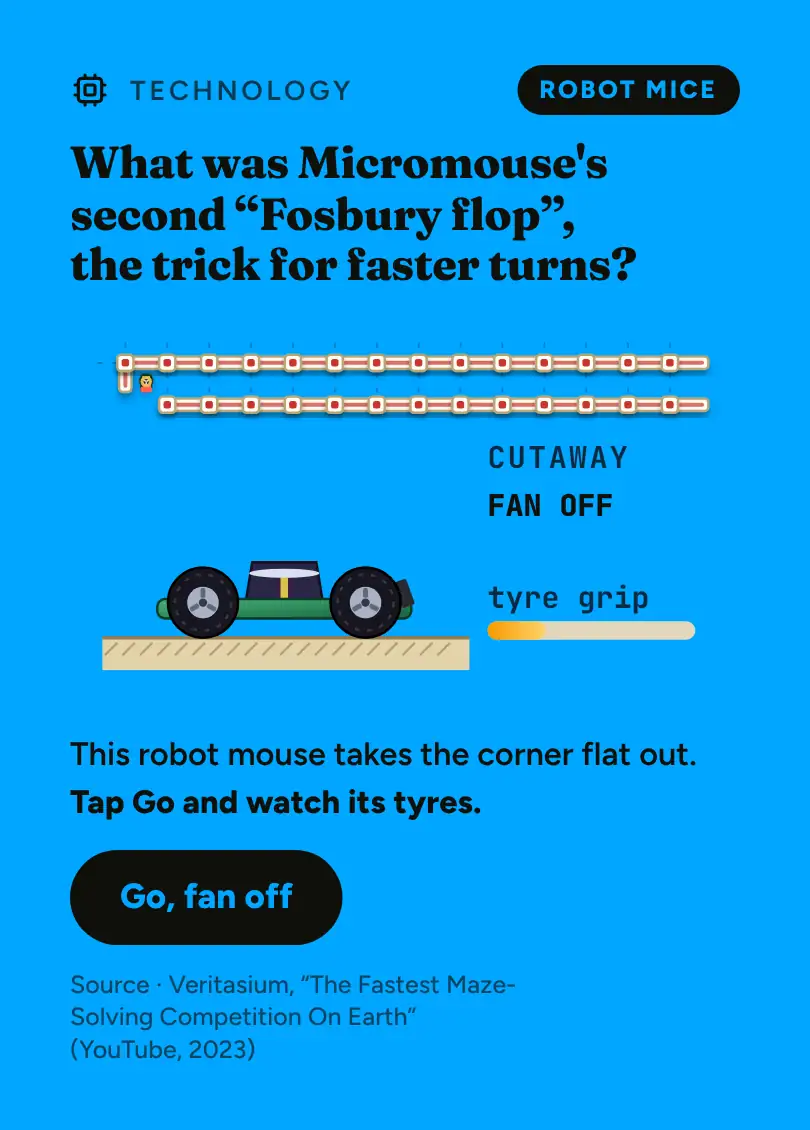 TECHNOLOGY
ROBOT MICE
What was Micromouse's
second “Fosbury flop”,
the trick for faster turns?
CUTAWAY
FAN OFF
tyre grip
This robot mouse takes the corner flat out.
Tap Go and watch its tyres.
Go, fan off
Source · Veritasium, “The Fastest Maze-
Solving Competition On Earth”
(YouTube, 2023)